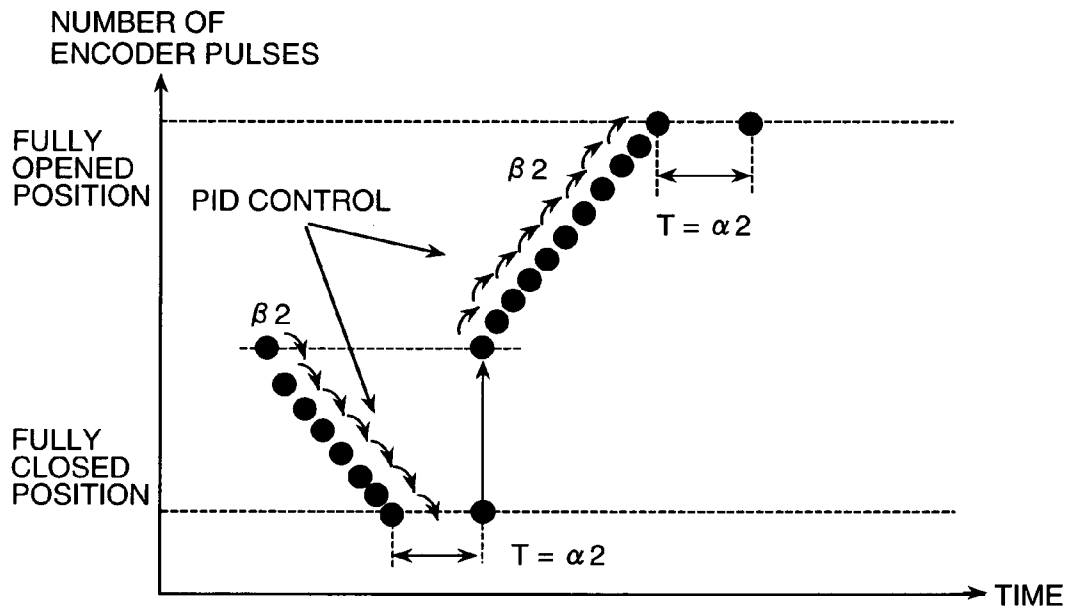 NUMBER OF
ENCODER PULSES
FULLY
OPENED
POSITION
β2
PID CONTROL
T = α2
β2
FULLY
CLOSED
POSITION
T = α2
TIME